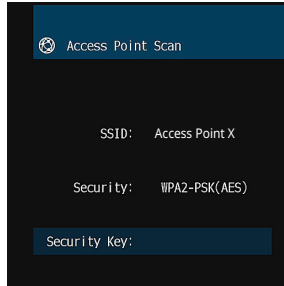 Access Point Scan
SSID: Access Point X
Security: WPA2-PSK(AES)
Security Key: